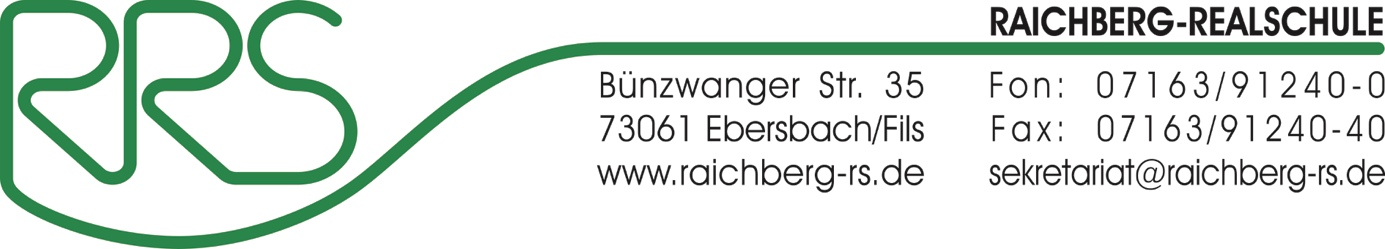 RRS
RAICHBERG-REALSCHULE
Bünzwanger Str. 35
73061 Ebersbach/Fils
www.raichberg-rs.de
Fon: 07163/91240-0
Fax: 07163/91240-40
sekretariat@raichberg-rs.de